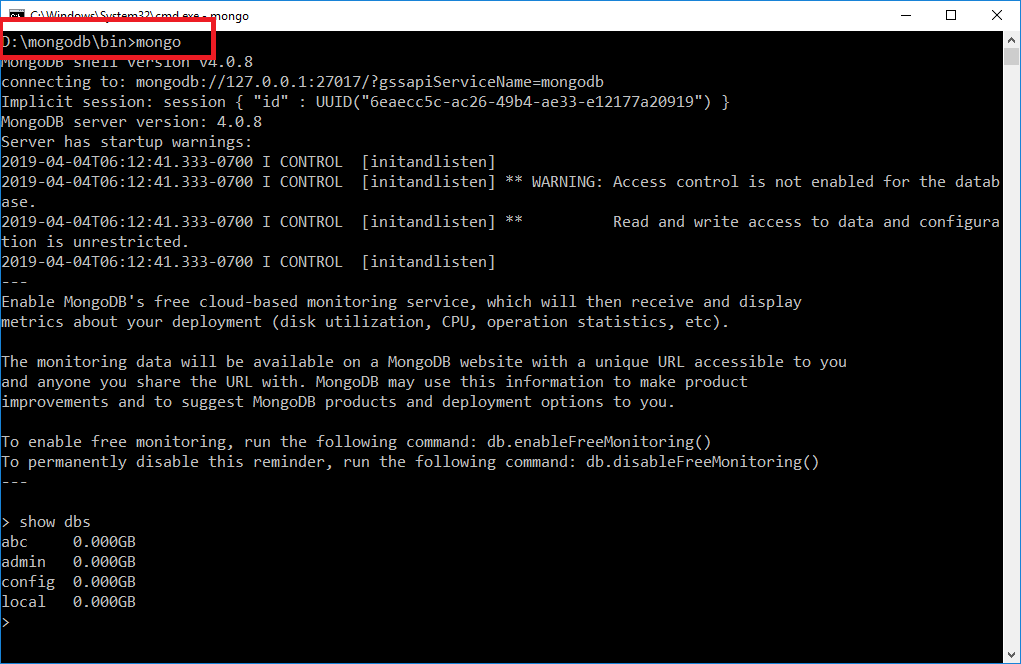 C:\Windows\System32\cmd.exe - mongo
D:\mongodb\bin>mongo
MongoDB shell version v4.0.8
connecting to: mongodb://127.0.0.1:27017/?gssapiServiceName=mongodb
Implicit session: session { "id" : UUID("6eaecc5c-ac26-49b4-ae33-e12177a20919") }
MongoDB server version: 4.0.8
Server has startup warnings:
2019-04-04T06:12:41.333-0700 I CONTROL  [initandlisten]
2019-04-04T06:12:41.333-0700 I CONTROL  [initandlisten] ** WARNING: Access control is not enabled for the datab
ase.
2019-04-04T06:12:41.333-0700 I CONTROL  [initandlisten] **          Read and write access to data and configura
tion is unrestricted.
2019-04-04T06:12:41.333-0700 I CONTROL  [initandlisten]
---
Enable MongoDB's free cloud-based monitoring service, which will then receive and display
metrics about your deployment (disk utilization, CPU, operation statistics, etc).
The monitoring data will be available on a MongoDB website with a unique URL accessible to you
and anyone you share the URL with. MongoDB may use this information to make product
improvements and to suggest MongoDB products and deployment options to you.
To enable free monitoring, run the following command: db.enableFreeMonitoring()
To permanently disable this reminder, run the following command: db.disableFreeMonitoring()
---
> show dbs
abc     0.000GB
admin   0.000GB
config  0.000GB
local   0.000GB
>